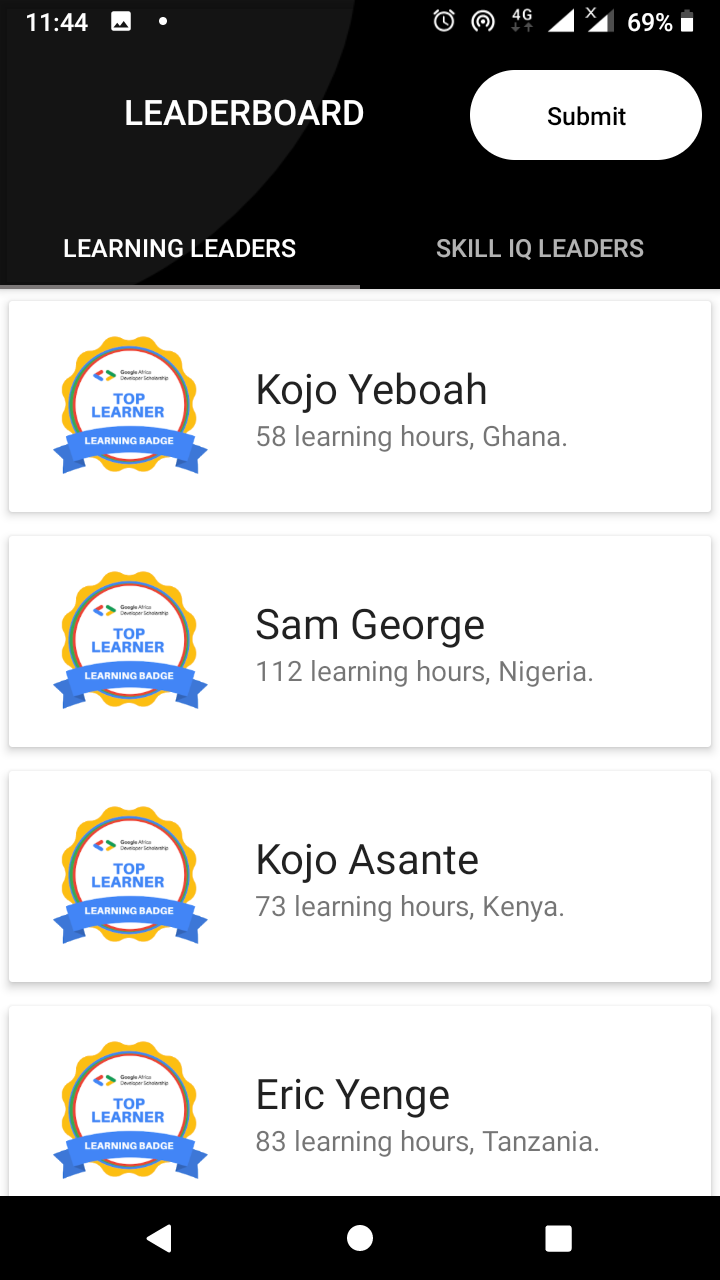 11:44
4G
69%
LEADERBOARD
Submit
LEARNING LEADERS
SKILL IQ LEADERS
Google Africa
Developer Scholarship
TOP
LEARNER
LEARNING BADGE
Kojo Yeboah
58 learning hours, Ghana.
Google Africa
Developer Scholarship
TOP
LEARNER
LEARNING BADGE
Sam George
112 learning hours, Nigeria.
Google Africa
Developer Scholarship
TOP
LEARNER
LEARNING BADGE
Kojo Asante
73 learning hours, Kenya.
Google Africa
Developer Scholarship
TOP
LEARNER
LEARNING BADGE
Eric Yenge
83 learning hours, Tanzania.